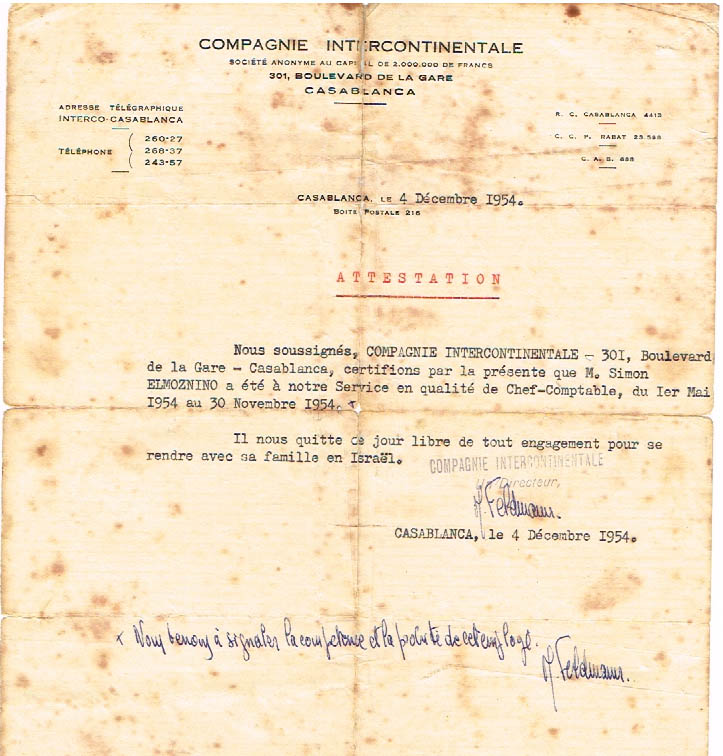 COMPAGNIE INTERCONTINENTALE
SOCIÉTÉ ANONYME AU CAPITAL DE 2.000.000 DE FRANCS
301, BOULEVARD DE LA GARE
CASABLANCA
ADRESSE TÉLÉGRAPHIQUE
INTERCO-CASABLANCA
TÉLÉPHONE
260-27
268-37
243-57
R. C. CASABLANCA 4413
C. C. P. RABAT 23.588
C. A. S. 688
CASABLANCA, LE 4 Décembre 1954.
BOITE POSTALE 216
ATTESTATION
Nous soussignés, COMPAGNIE INTERCONTINENTALE - 301, Boulevard
de la Gare - Casablanca, certifions par la présente que M. Simon
ELMOZNINO a été à notre Service en qualité de Chef-Comptable, du 1er Mai
1954 au 30 Novembre 1954. x
Il nous quitte ce jour libre de tout engagement pour se
rendre avec sa famille en Israël.
COMPAGNIE INTERCONTINENTALE
Un Directeur,
M. Feldmann.
CASABLANCA, le 4 Décembre 1954.
x Nous tenons à signaler la compétence et la probité de cet employé.
M. Feldmann.